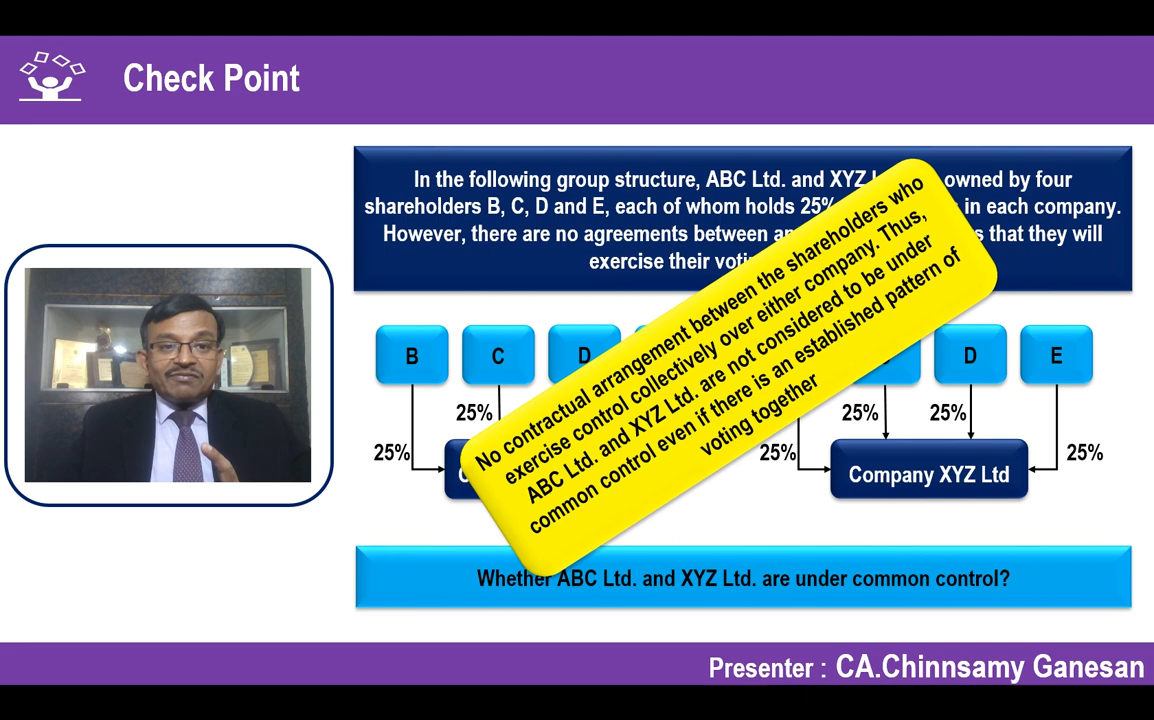 Check Point
In the following group structure, ABC Ltd. and XYZ owned by four
shareholders B, C, D and E, each of whom holds 25% in each company.
However, there are no agreements between that they will
exercise their
No contractual arrangement between the shareholders who
exercise control collectively over either company. Thus,
ABC Ltd. and XYZ Ltd. are not considered to be under
common control even if there is an established pattern of
voting together
B C D D E
25% 25% 25%
25% 25% 25%
Company XYZ Ltd
Whether ABC Ltd. and XYZ Ltd. are under common control?
Presenter : CA.Chinnsamy Ganesan